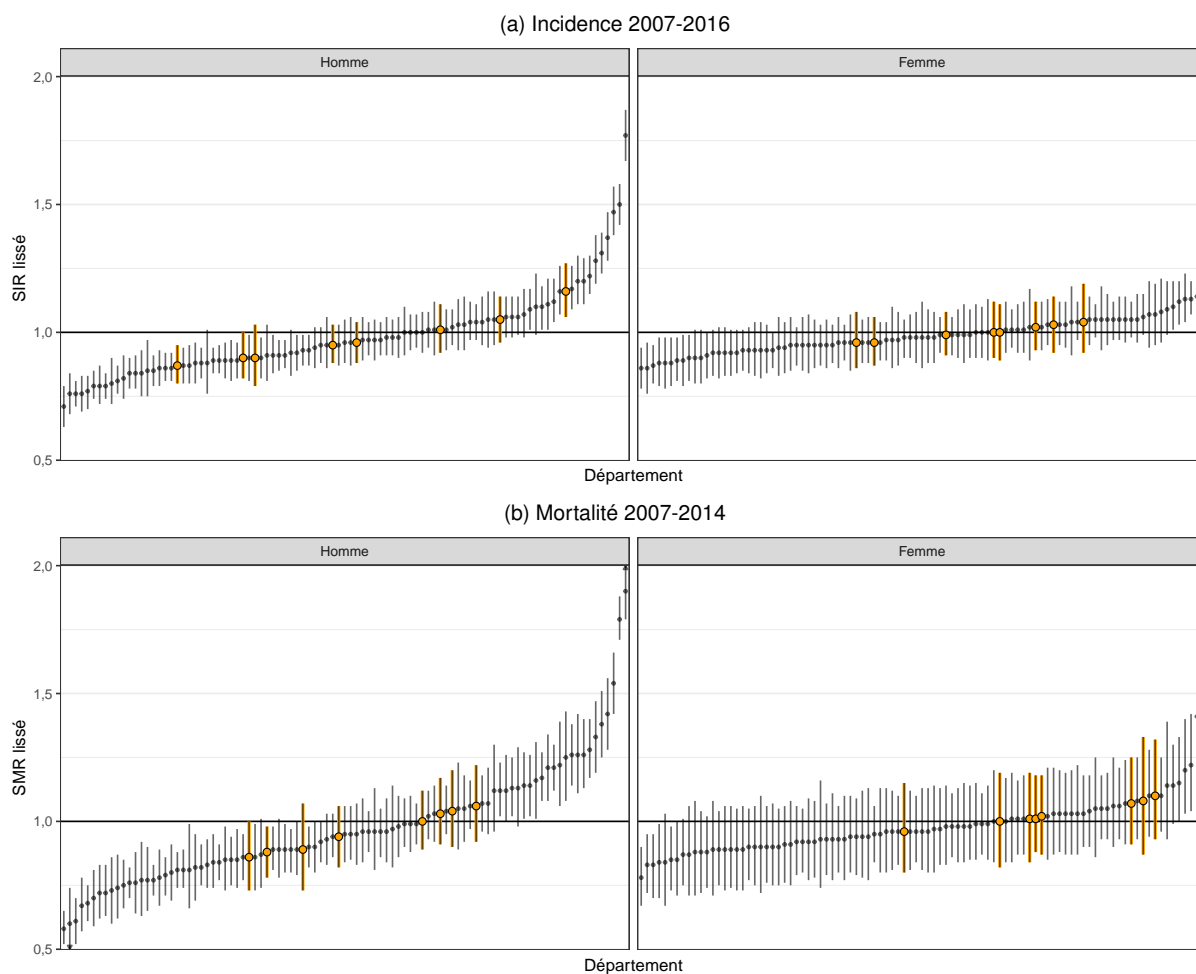 (a) Incidence 2007-2016
Homme
Femme
2,0
1,5
1,0
0,5
SIR lissé
Département
(b) Mortalité 2007-2014
Homme
Femme
2,0
1,5
1,0
0,5
SMR lissé
Département